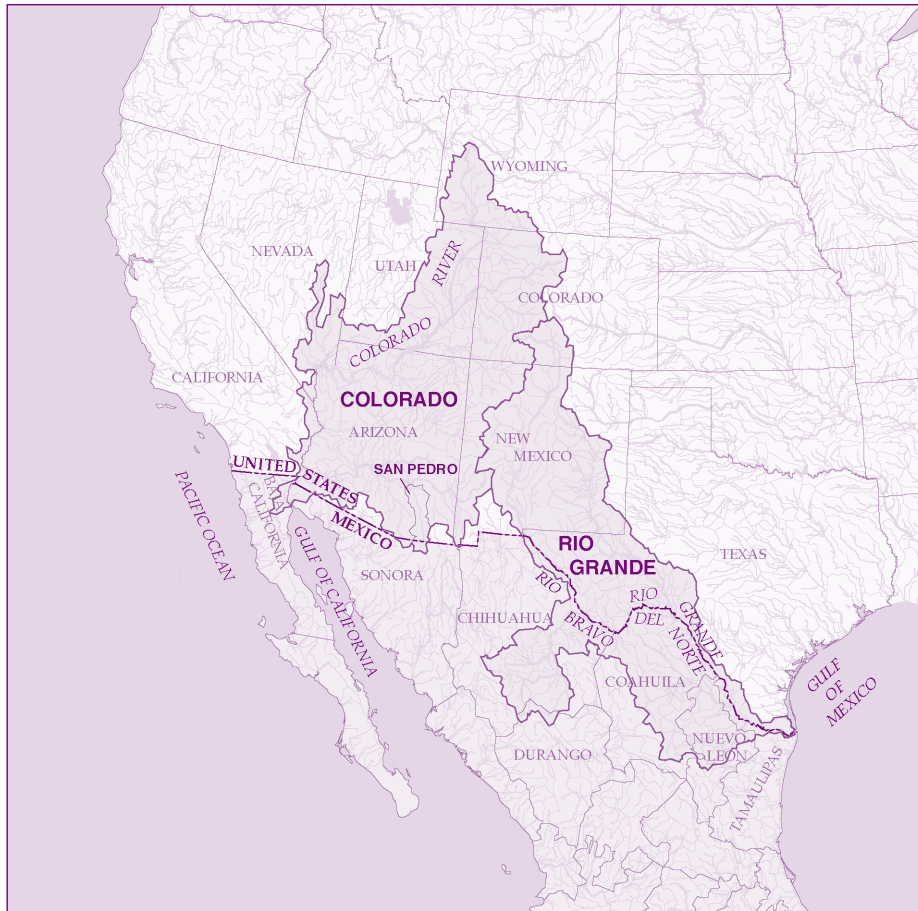 WYOMING
NEVADA
UTAH
COLORADO
RIVER
COLORADO
CALIFORNIA
COLORADO
ARIZONA
NEW
MEXICO
SAN PEDRO
UNITED STATES
MEXICO
BAJA
CALIFORNIA
PACIFIC OCEAN
GULF OF CALIFORNIA
SONORA
CHIHUAHUA
RIO
GRANDE
TEXAS
RIO
BRAVO
DEL
NORTE
RIO
GRANDE
COAHUILA
GULF
OF
MEXICO
DURANGO
NUEVO
LEÓN
TAMAULIPAS